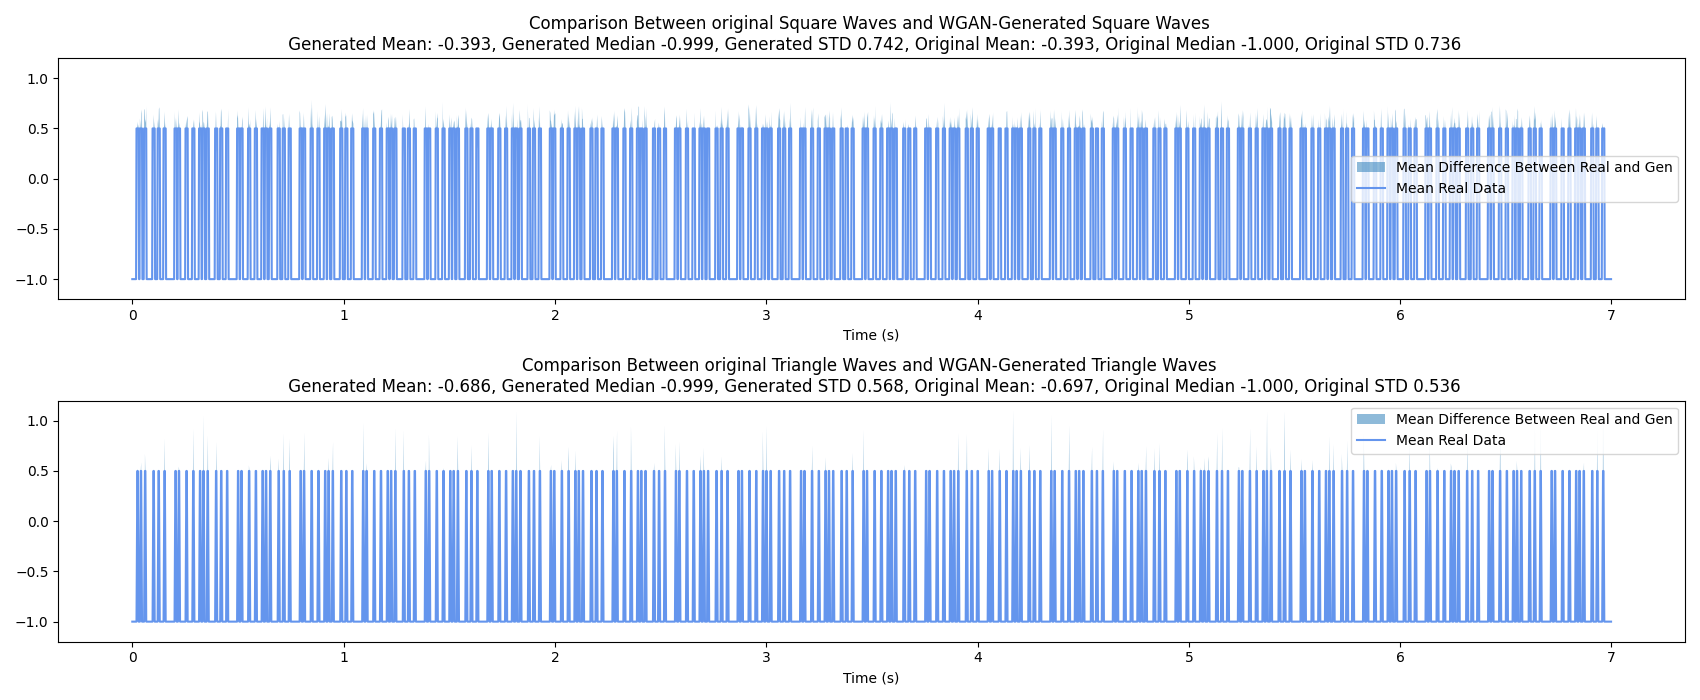 Comparison Between original Square Waves and WGAN-Generated Square Waves
Generated Mean: -0.393, Generated Median -0.999, Generated STD 0.742, Original Mean: -0.393, Original Median -1.000, Original STD 0.736
1.0
0.5
0.0
−0.5
−1.0
Mean Difference Between Real and Gen
Mean Real Data
0 1 2 3 4 5 6 7
Time (s)
Comparison Between original Triangle Waves and WGAN-Generated Triangle Waves
Generated Mean: -0.686, Generated Median -0.999, Generated STD 0.568, Original Mean: -0.697, Original Median -1.000, Original STD 0.536
1.0
0.5
0.0
−0.5
−1.0
Mean Difference Between Real and Gen
Mean Real Data
0 1 2 3 4 5 6 7
Time (s)